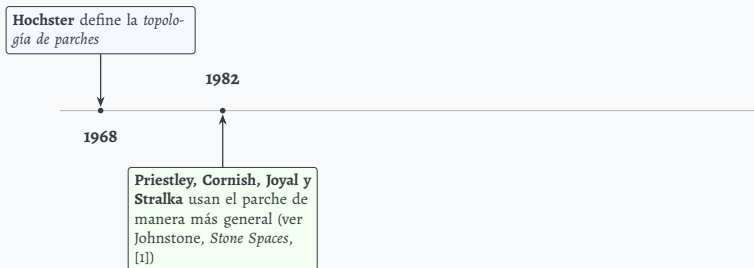 Hochster define la topolo-
gía de parches
1982
1968
Priestley, Cornish, Joyal y
Stralka usan el parche de
manera más general (ver
Johnstone, Stone Spaces,
[1])